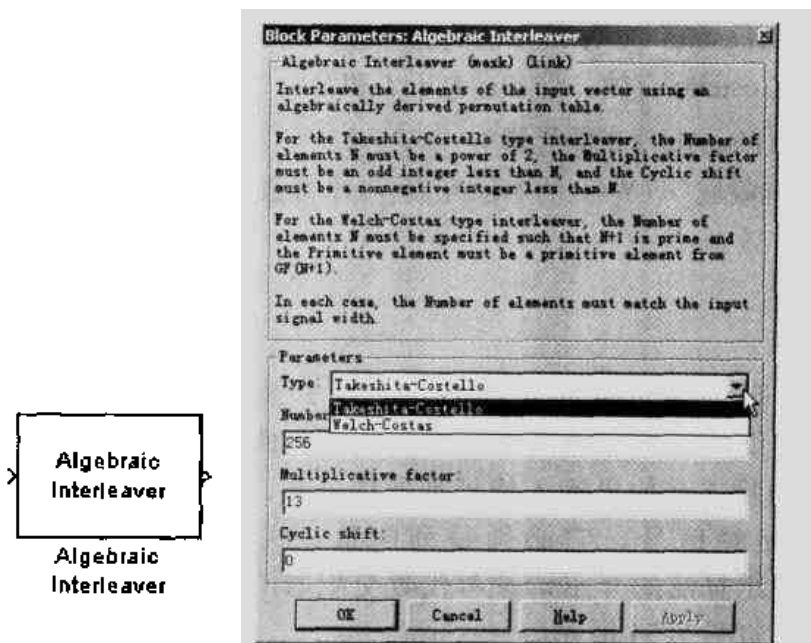 Algebraic
Interleaver
Algebraic
Interleaver
Block Parameters: Algebraic Interleaver
Algebraic Interleaver (mask) (link)
Interleave the elements of the input vector using an
algebraically derived permutation table.
For the Takeshita-Costello type interleaver, the Number of
elements N must be a power of 2, the Multiplicative factor
must be an odd integer less than N, and the Cyclic shift
must be a nonnegative integer less than N.
For the Welch-Costas type interleaver, the Number of
elements N must be specified such that N+1 is prime and
the Primitive element must be a primitive element from
GF(N+1).
In each case, the Number of elements must match the input
signal width.
Parameters
Type: Takeshita-Costello
Number
Takeshita-Costello
Welch-Costas
256
Multiplicative factor:
13
Cyclic shift:
0
OK Cancel Help Apply